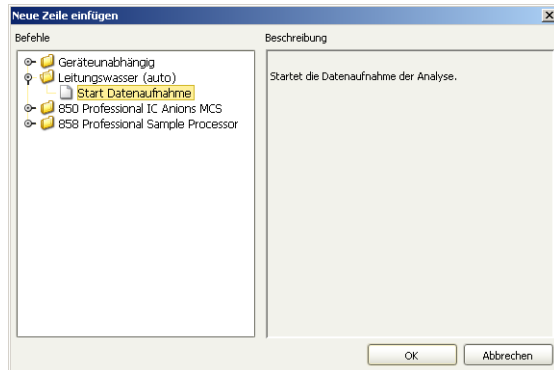 Neue Zeile einfügen
Befehle
Beschreibung
Geräteunabhängig
Leitungswasser (auto)
Start Datenaufnahme
850 Professional IC Anions MCS
858 Professional Sample Processor
Startet die Datenaufnahme der Analyse.
OK
Abbrechen